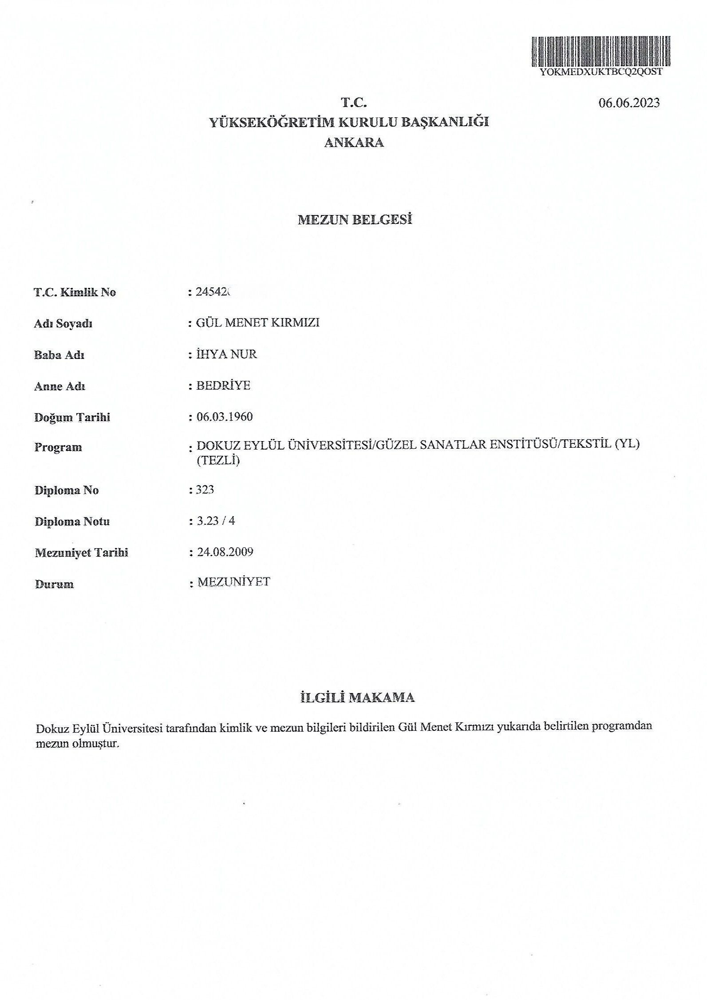 YOKMEDXUKTBCQ2QOST
T.C.
06.06.2023
YÜKSEKÖĞRETİM KURULU BAŞKANLIĞI
ANKARA
MEZUN BELGESİ
T.C. Kimlik No : 24542
Adı Soyadı : GÜL MENET KIRMIZI
Baba Adı : İHYA NUR
Anne Adı : BEDRİYE
Doğum Tarihi : 06.03.1960
Program : DOKUZ EYLÜL ÜNİVERSİTESİ/GÜZEL SANATLAR ENSTİTÜSÜ/TEKSTİL (YL)
(TEZLİ)
Diploma No : 323
Diploma Notu : 3.23 / 4
Mezuniyet Tarihi : 24.08.2009
Durum : MEZUNİYET
İLGİLİ MAKAMA
Dokuz Eylül Üniversitesi tarafından kimlik ve mezun bilgileri bildirilen Gül Menet Kırmızı yukarıda belirtilen programdan
mezun olmuştur.